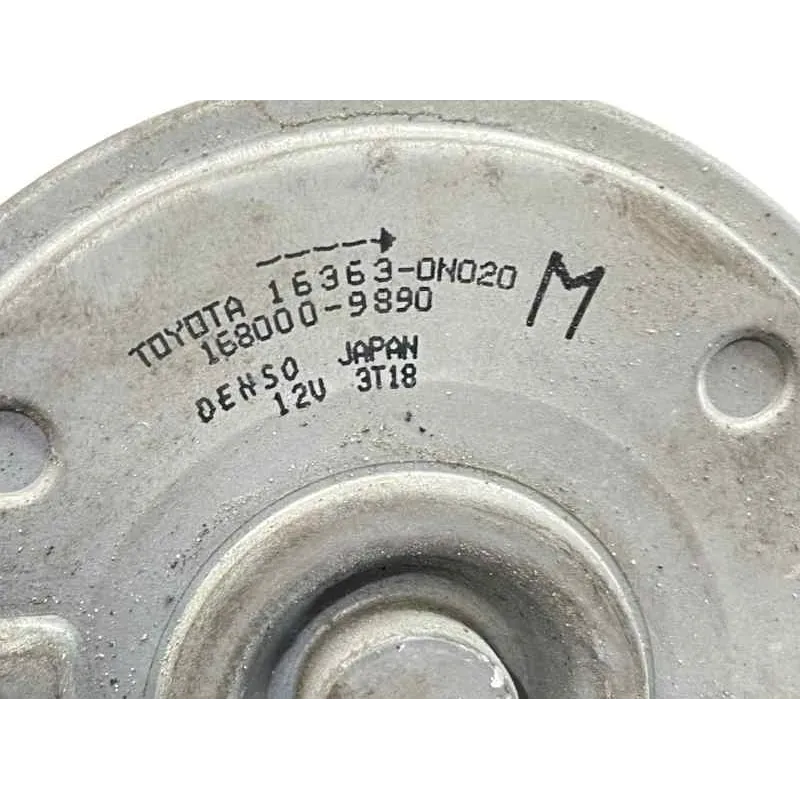 TOYOTA 16363-0N020
168000-9890
DENSO JAPAN
12V 3T18
M